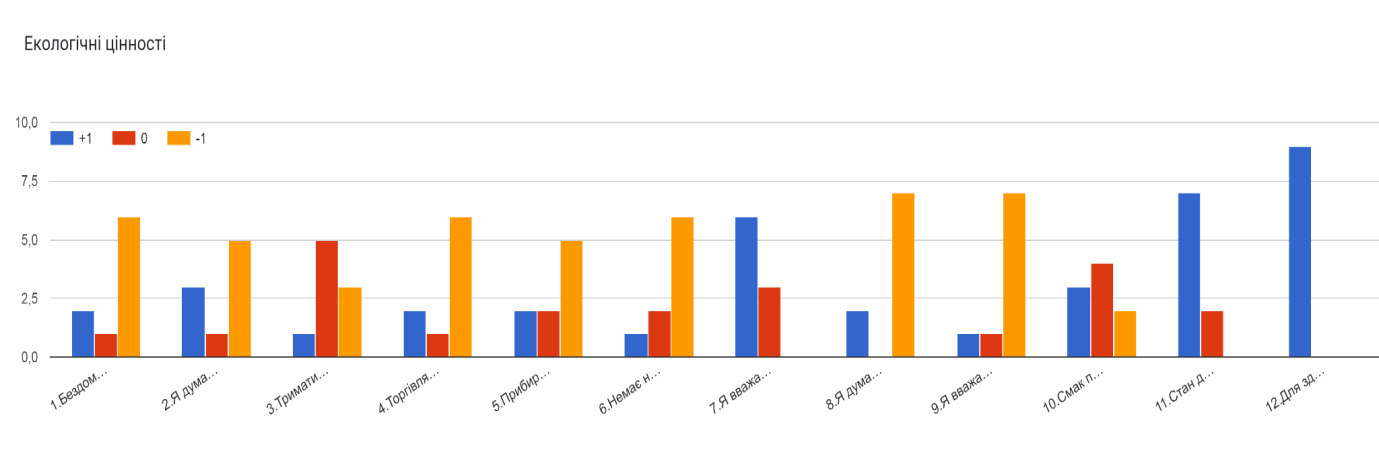 Екологічні цінності
10,0
+1 0 -1
7,5
5,0
2,5
0,0
1.Бездом…
2.Я дума…
3.Тримати…
4.Торгівля…
5.Прибир…
6.Немає н…
7.Я вважа…
8.Я дума…
9.Я вважа…
10.Смак п…
11.Стан д…
12.Для зд…